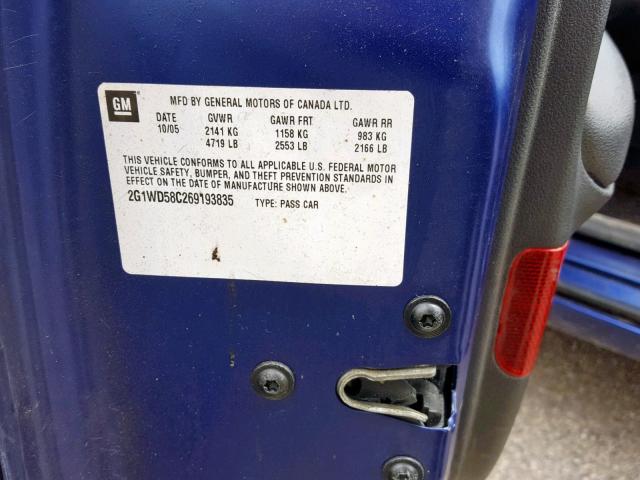 GM
MFD BY GENERAL MOTORS OF CANADA LTD.
DATE GVWR GAWR FRT GAWR RR
10/05 2141 KG 1158 KG 983 KG
4719 LB 2553 LB 2166 LB
THIS VEHICLE CONFORMS TO ALL APPLICABLE U.S. FEDERAL MOTOR
VEHICLE SAFETY, BUMPER, AND THEFT PREVENTION STANDARDS IN
EFFECT ON THE DATE OF MANUFACTURE SHOWN ABOVE.
2G1WD58C269193835 TYPE: PASS CAR